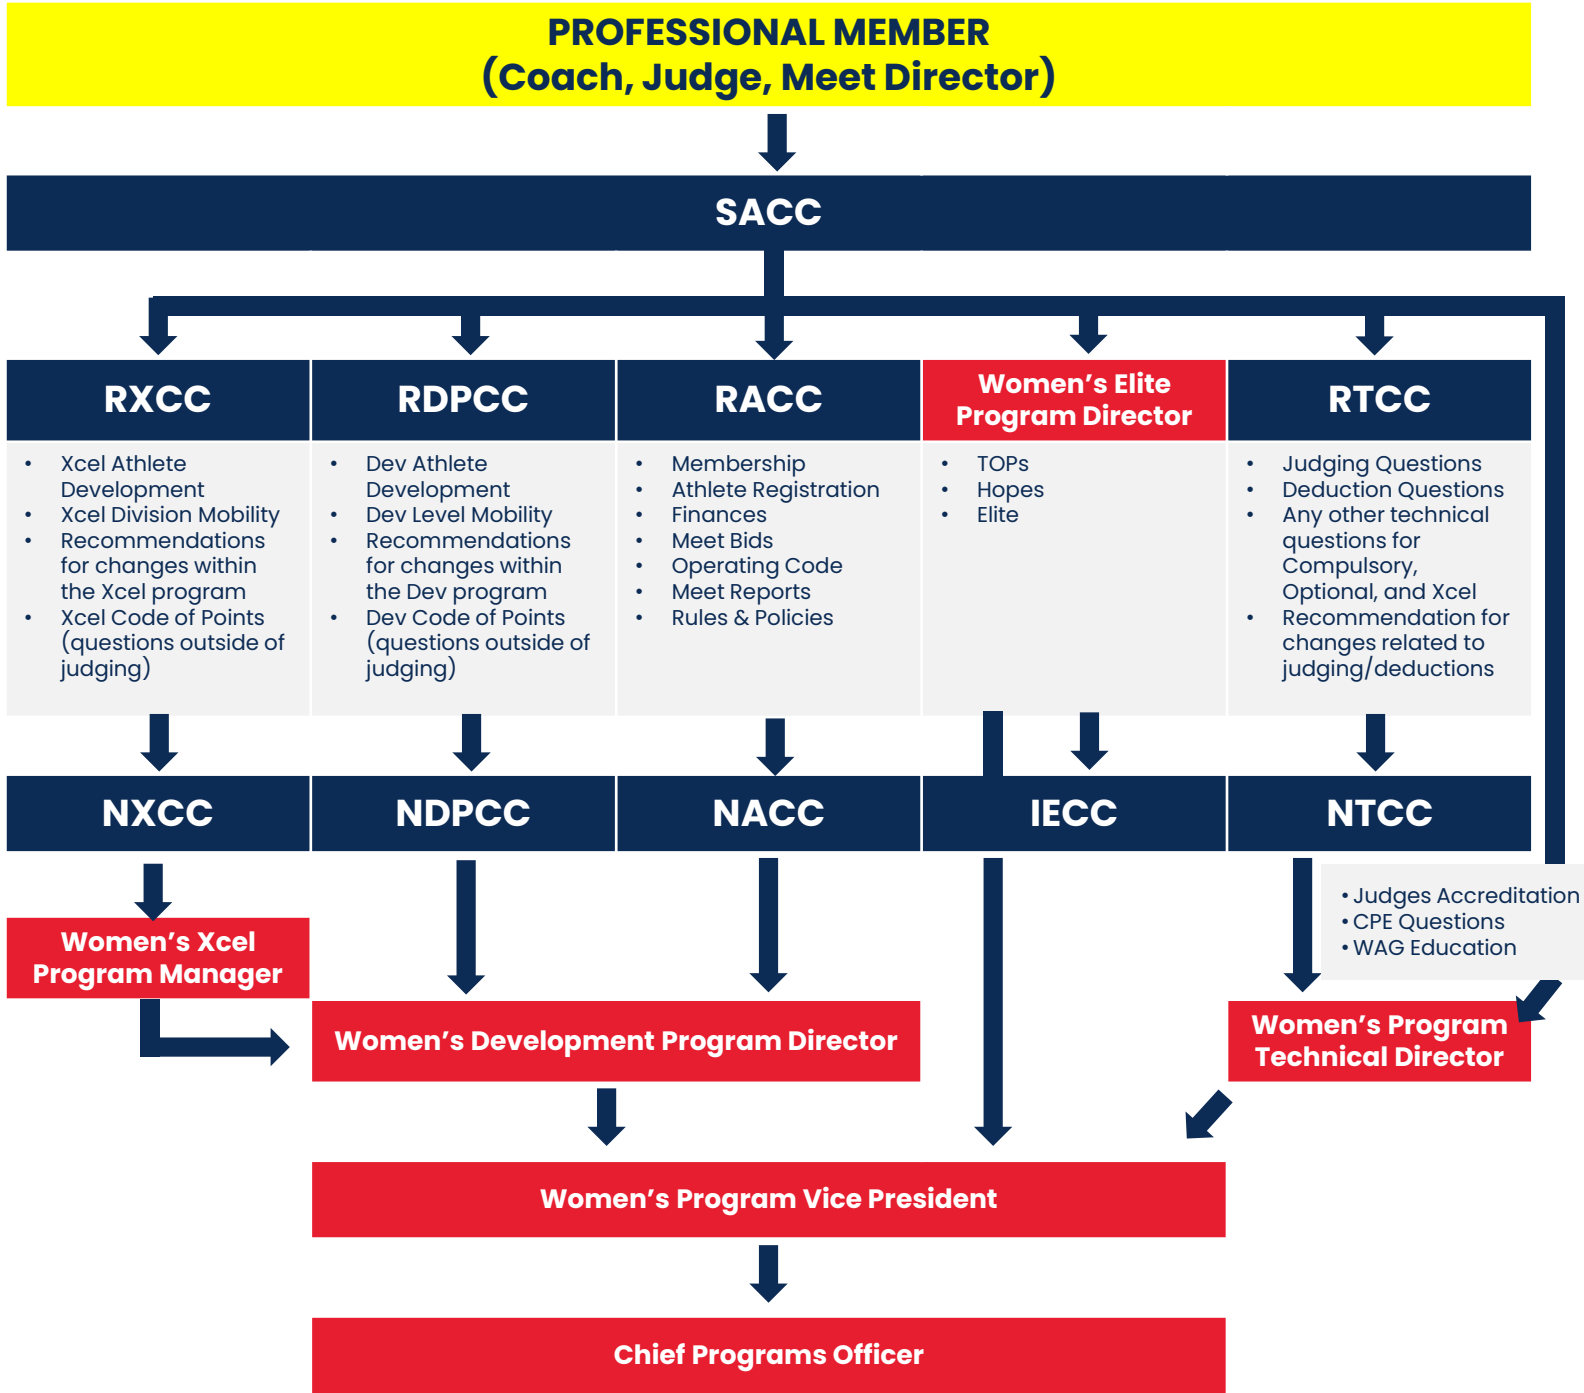 PROFESSIONAL MEMBER
(Coach, Judge, Meet Director)
SACC
RXCC
RDPCC
RACC
Women's Elite
Program Director
RTCC
• Xcel Athlete
Development
• Xcel Division Mobility
• Recommendations
for changes within
the Xcel program
• Xcel Code of Points
(questions outside of
judging)
• Dev Athlete
Development
• Dev Level Mobility
• Recommendations
for changes within
the Dev program
• Dev Code of Points
(questions outside of
judging)
• Membership
• Athlete Registration
• Finances
• Meet Bids
• Operating Code
• Meet Reports
• Rules & Policies
• TOPs
• Hopes
• Elite
• Judging Questions
• Deduction Questions
• Any other technical
questions for
Compulsory,
Optional, and Xcel
• Recommendation for
changes related to
judging/deductions
NXCC
NDPCC
NACC
IECC
NTCC
• Judges Accreditation
• CPE Questions
• WAG Education
Women's Xcel
Program Manager
Women's Development Program Director
Women's Program
Technical Director
Women's Program Vice President
Chief Programs Officer